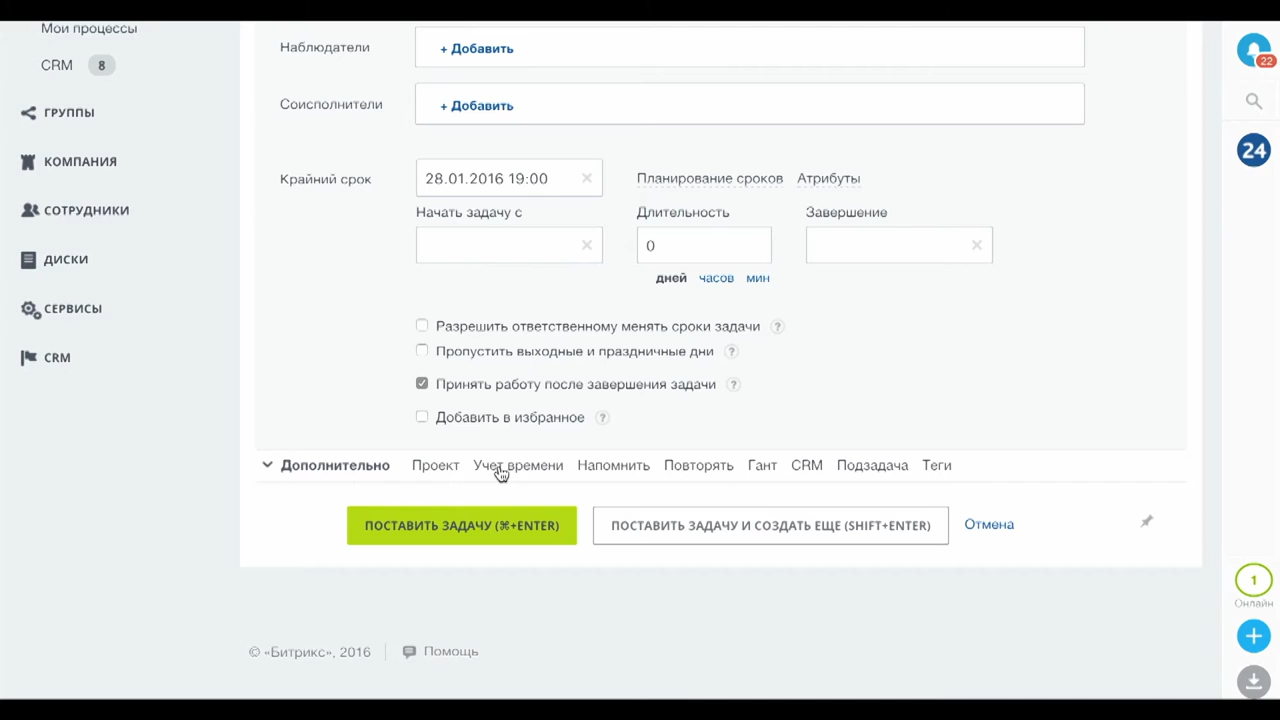 Мои процессы
CRM 8
ГРУППЫ
КОМПАНИЯ
СОТРУДНИКИ
ДИСКИ
СЕРВИСЫ
CRM
Наблюдатели + Добавить
Соисполнители + Добавить
Крайний срок 28.01.2016 19:00 Планирование сроков Атрибуты
Начать задачу с Длительность Завершение
0
дней часов мин
Разрешить ответственному менять сроки задачи ?
Пропустить выходные и праздничные дни ?
Принять работу после завершения задачи ?
Добавить в избранное ?
Дополнительно Проект Учет времени Напомнить Повторять Гант CRM Подзадача Теги
ПОСТАВИТЬ ЗАДАЧУ (⌘+ENTER) ПОСТАВИТЬ ЗАДАЧУ И СОЗДАТЬ ЕЩЕ (SHIFT+ENTER) Отмена
© «Битрикс», 2016 Помощь
22
24
1
Онлайн